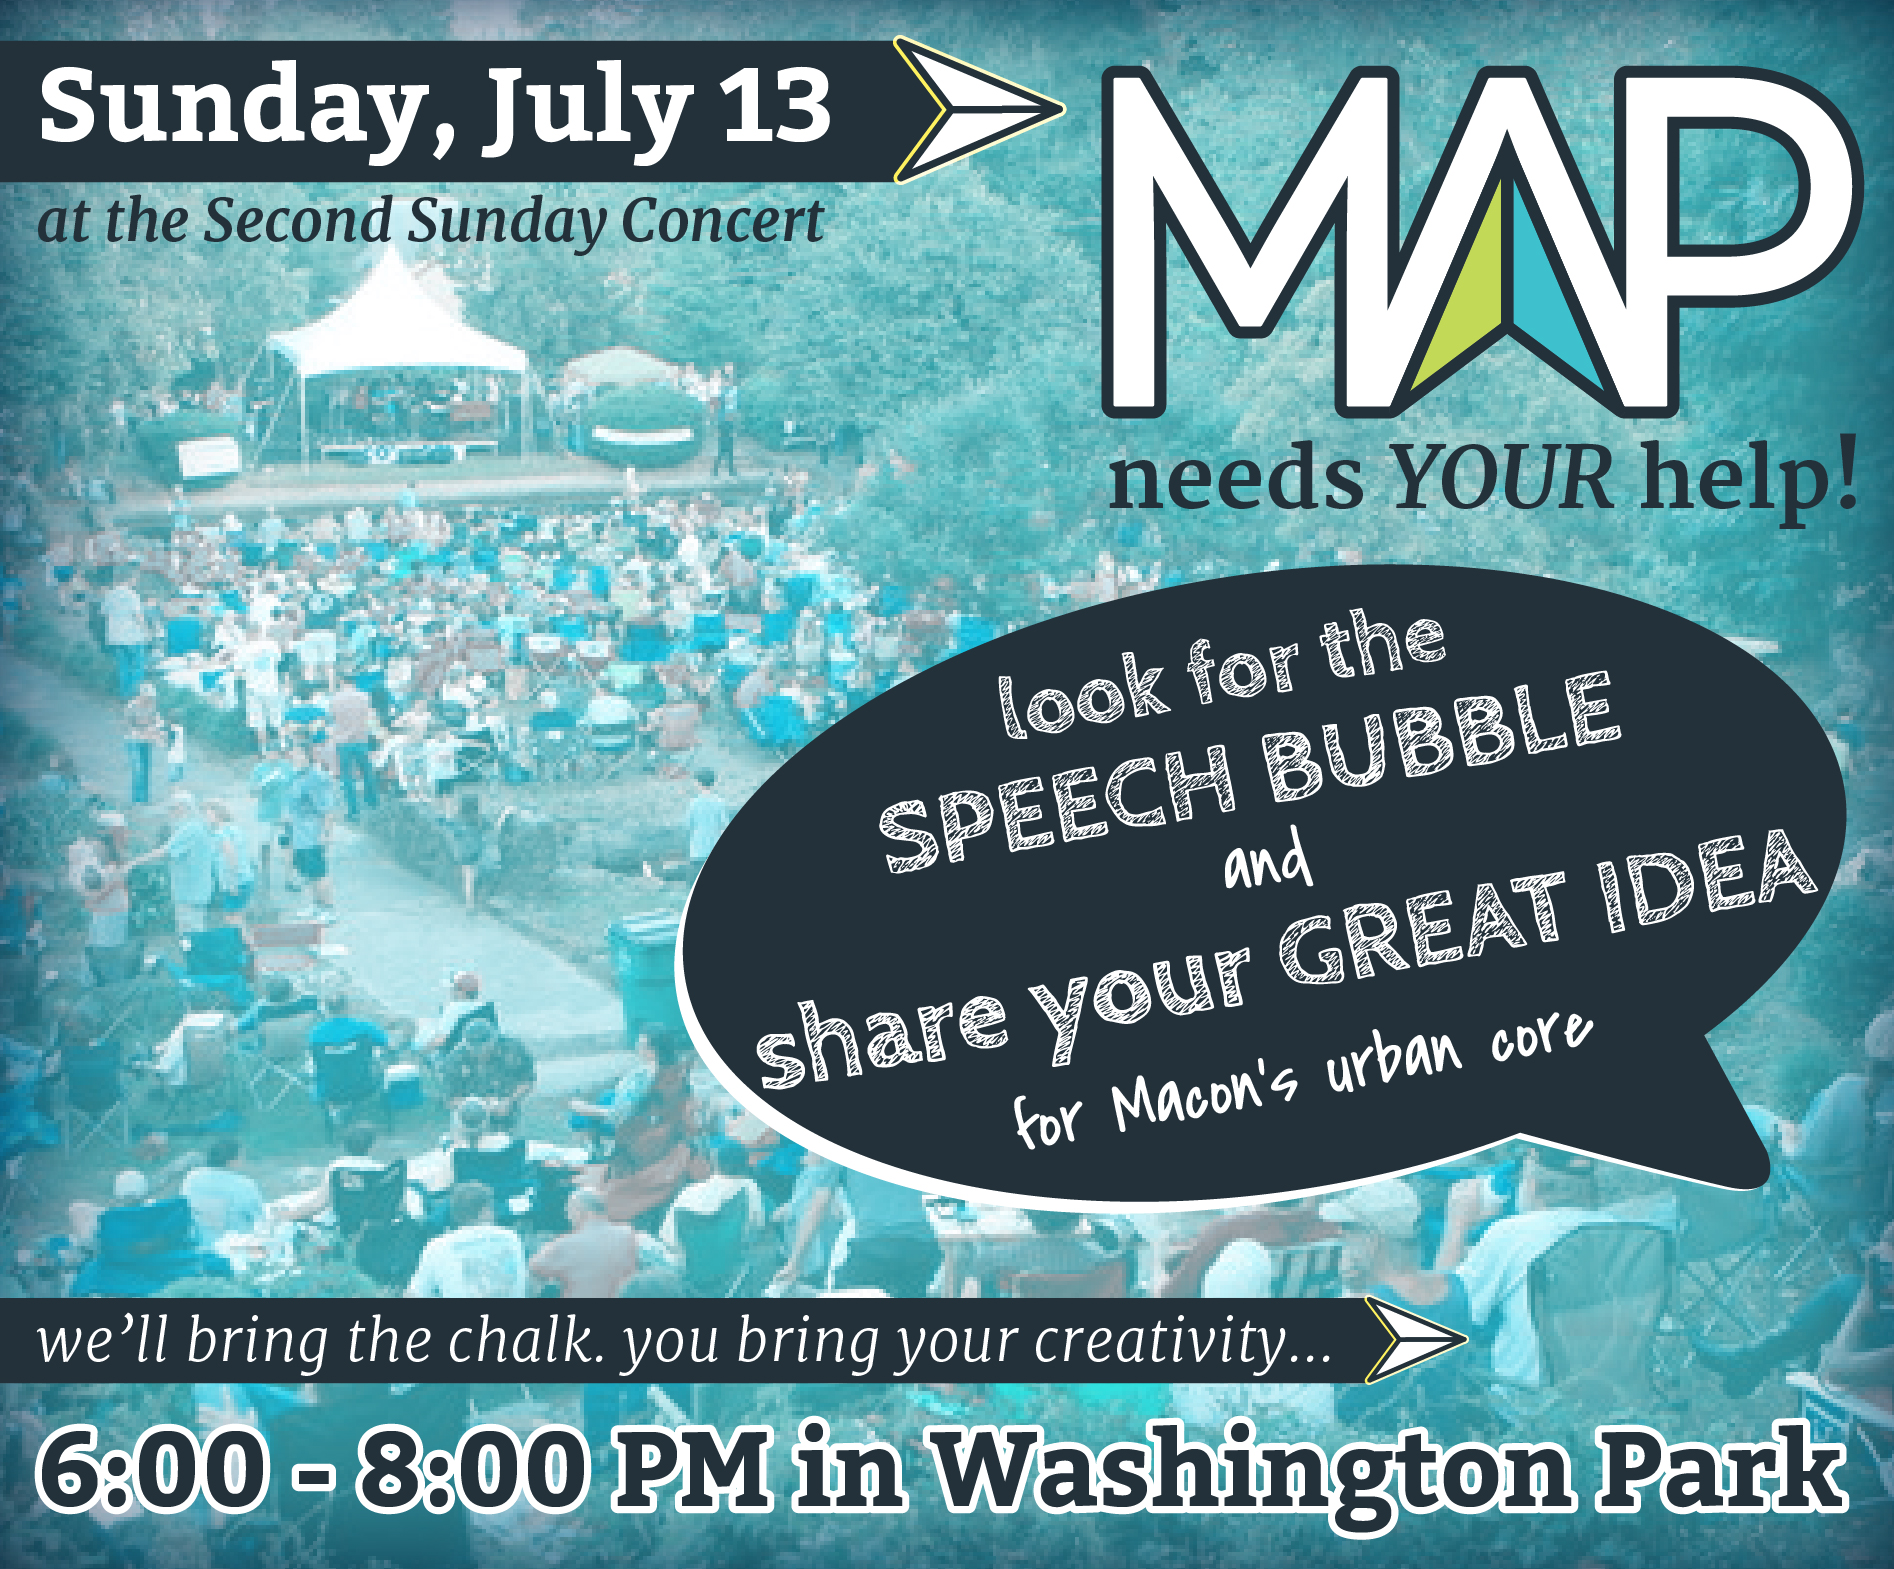 Sunday, July 13
at the Second Sunday Concert
MAP
needs YOUR help!
look for the
SPEECH BUBBLE
and
share your GREAT IDEA
for Macon's urban core
we’ll bring the chalk. you bring your creativity...
6:00 - 8:00 PM in Washington Park